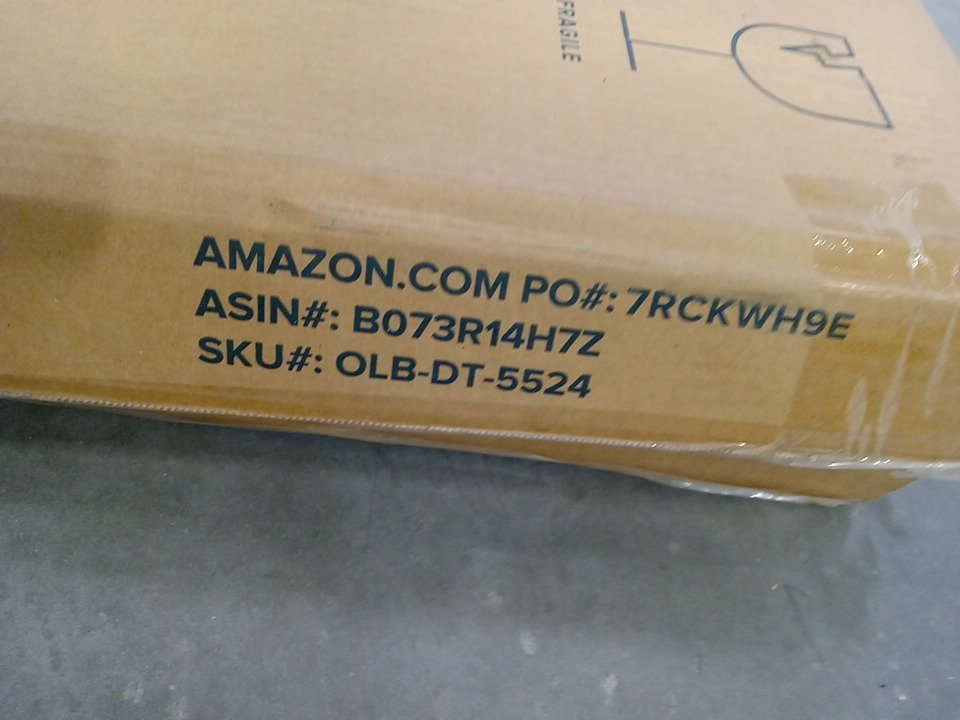 FRAGILE
AMAZON.COM PO#: 7RCKWH9E
ASIN#: B073R14H7Z
SKU#: OLB-DT-5524